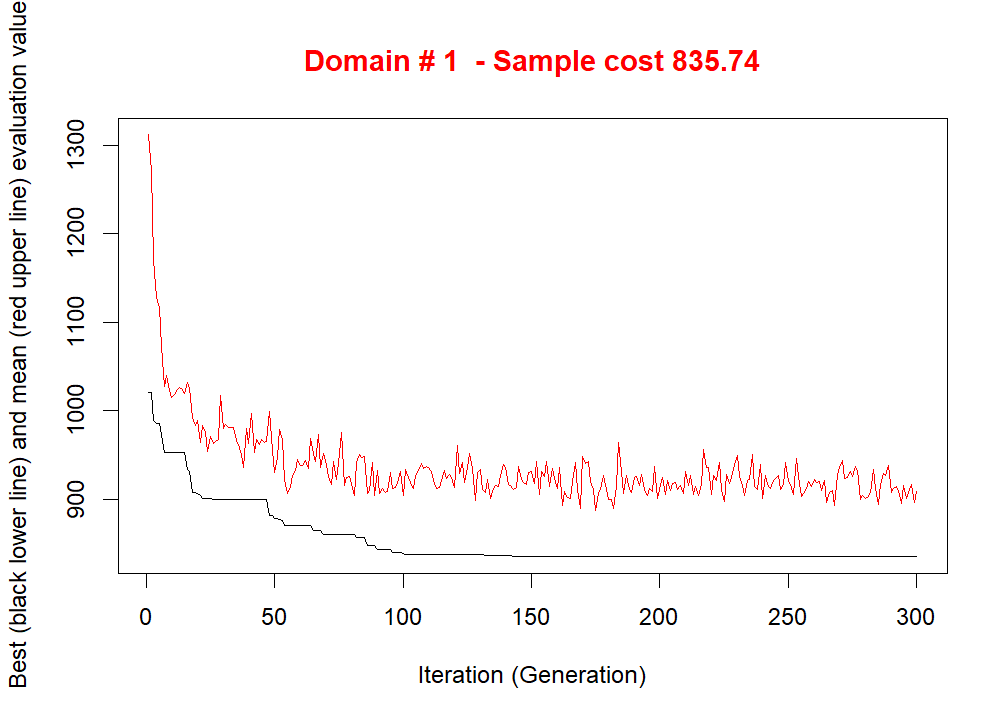 Domain # 1  - Sample cost 835.74
Best (black lower line) and mean (red upper line) evaluation value
1300
1200
1100
1000
900
0 50 100 150 200 250 300
Iteration (Generation)